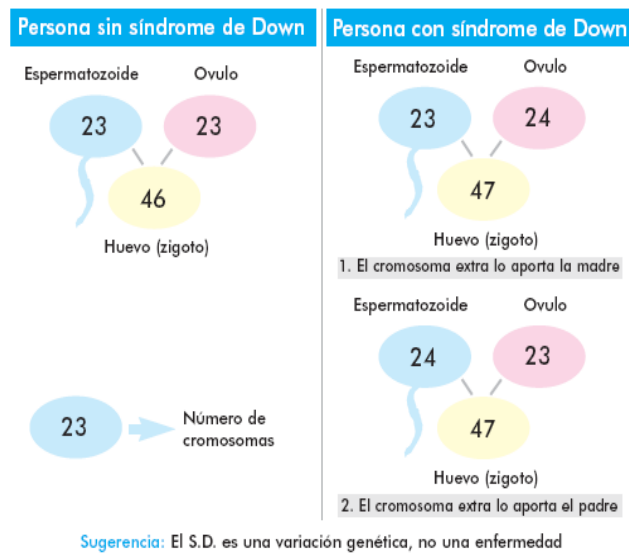 Persona sin síndrome de Down
Espermatozoide Ovulo
23 23
46
Huevo (zigoto)
23
Número de
cromosomas
Persona con síndrome de Down
Espermatozoide Ovulo
23 24
47
Huevo (zigoto)
1. El cromosoma extra lo aporta la madre
Espermatozoide Ovulo
24 23
47
Huevo (zigoto)
2. El cromosoma extra lo aporta el padre
Sugerencia: El S.D. es una variación genética, no una enfermedad